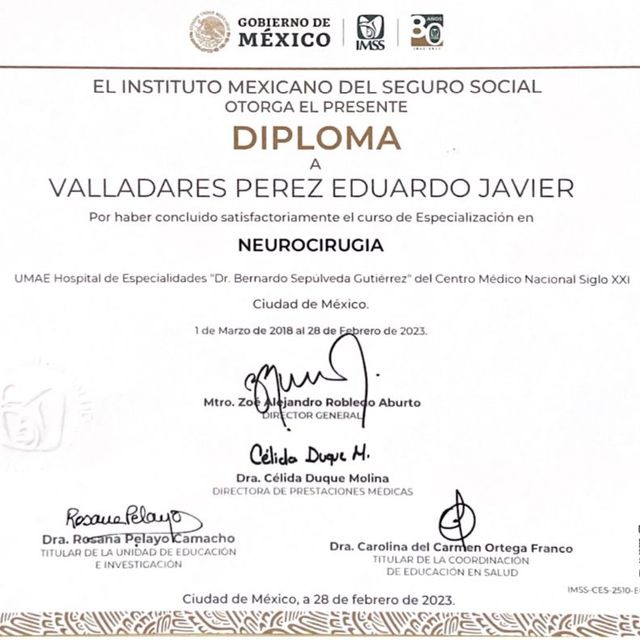 GOBIERNO DE
MÉXICO
IMSS
80
AÑOS
EL INSTITUTO MEXICANO DEL SEGURO SOCIAL
OTORGA EL PRESENTE
DIPLOMA
A
VALLADARES PEREZ EDUARDO JAVIER
Por haber concluido satisfactoriamente el curso de Especialización en
NEUROCIRUGIA
UMAE Hospital de Especialidades "Dr. Bernardo Sepúlveda Gutiérrez" del Centro Médico Nacional Siglo XXI
Ciudad de México.
1 de Marzo de 2018 al 28 de Febrero de 2023.
Mtro. Zoé Alejandro Robledo Aburto
DIRECTOR GENERAL
Célida Duque M.
Dra. Célida Duque Molina
DIRECTORA DE PRESTACIONES MÉDICAS
Rosana Pelayo
Dra. Rosana Pelayo Camacho
TITULAR DE LA UNIDAD DE EDUCACIÓN
E INVESTIGACIÓN
Dra. Carolina del Carmen Ortega Franco
TITULAR DE LA COORDINACIÓN
DE EDUCACIÓN EN SALUD
IMSS-CES-2510-E
Ciudad de México, a 28 de febrero de 2023.